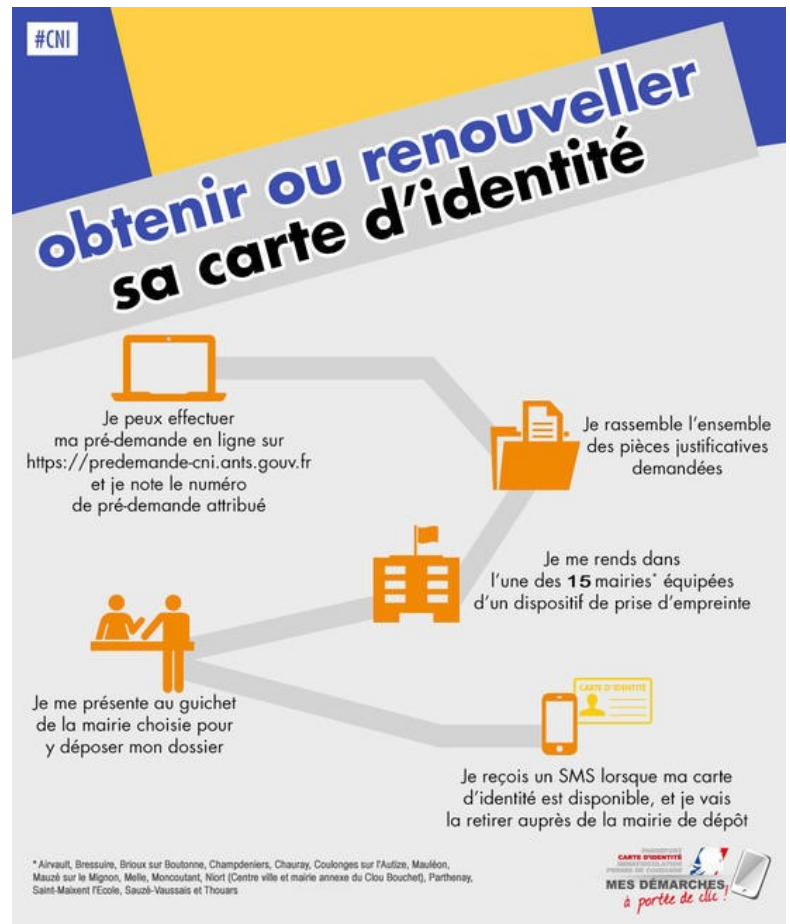 #CNI
obtenir ou renouveller
sa carte d'identité
Je peux effectuer
ma pré-demande en ligne sur
https://predemande-cni.ants.gouv.fr
et je note le numéro
de pré-demande attribué
Je rassemble l'ensemble
des pièces justificatives
demandées
Je me rends dans
l'une des 15 mairies* équipées
d'un dispositif de prise d'empreinte
Je me présente au guichet
de la mairie choisie pour
y déposer mon dossier
CARTE D'IDENTITÉ
Je reçois un SMS lorsque ma carte
d'identité est disponible, et je vais
la retirer auprès de la mairie de dépôt
* Airvault, Bressuire, Brioux sur Boutonne, Champdeniers, Chauray, Coulonges sur l'Autize, Mauléon,
Mauzé sur le Mignon, Melle, Moncoutant, Niort (Centre ville et mairie annexe du Clou Bouchet), Parthenay,
Saint-Maixent l'Ecole, Sauzé-Vaussais et Thouars
PASSEPORT
CARTE D'IDENTITÉ
IMMATRICULATION
PERMIS DE CONDUIRE
MES DÉMARCHES
à portée de clic !